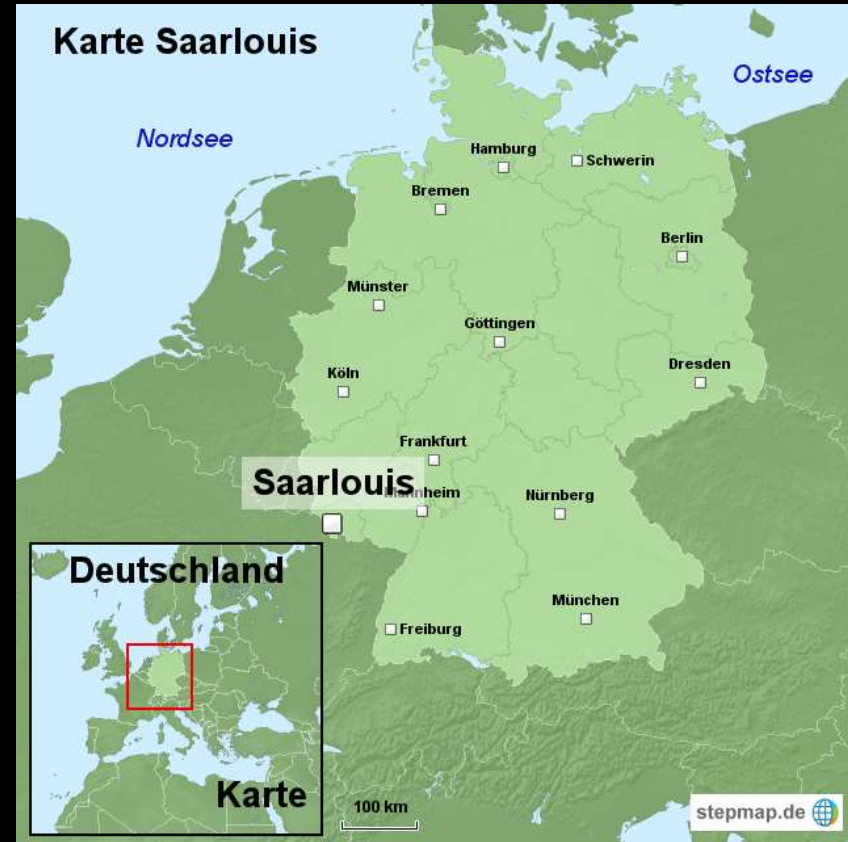 Karte Saarlouis
Ostsee
Nordsee
Hamburg
Schwerin
Bremen
Berlin
Münster
Göttingen
Köln
Dresden
Frankfurt
Saarlouis
Mannheim
Nürnberg
Deutschland
München
Freiburg
Karte
100 km
stepmap.de